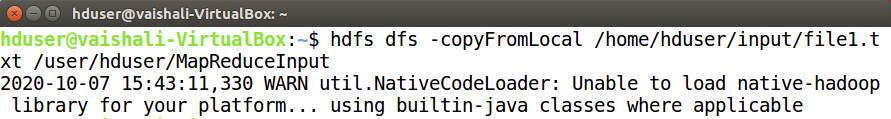 hduser@vaishali-VirtualBox: ~
hduser@vaishali-VirtualBox:~$ hdfs dfs -copyFromLocal /home/hduser/input/file1.t
xt /user/hduser/MapReduceInput
2020-10-07 15:43:11,330 WARN util.NativeCodeLoader: Unable to load native-hadoop
 library for your platform... using builtin-java classes where applicable